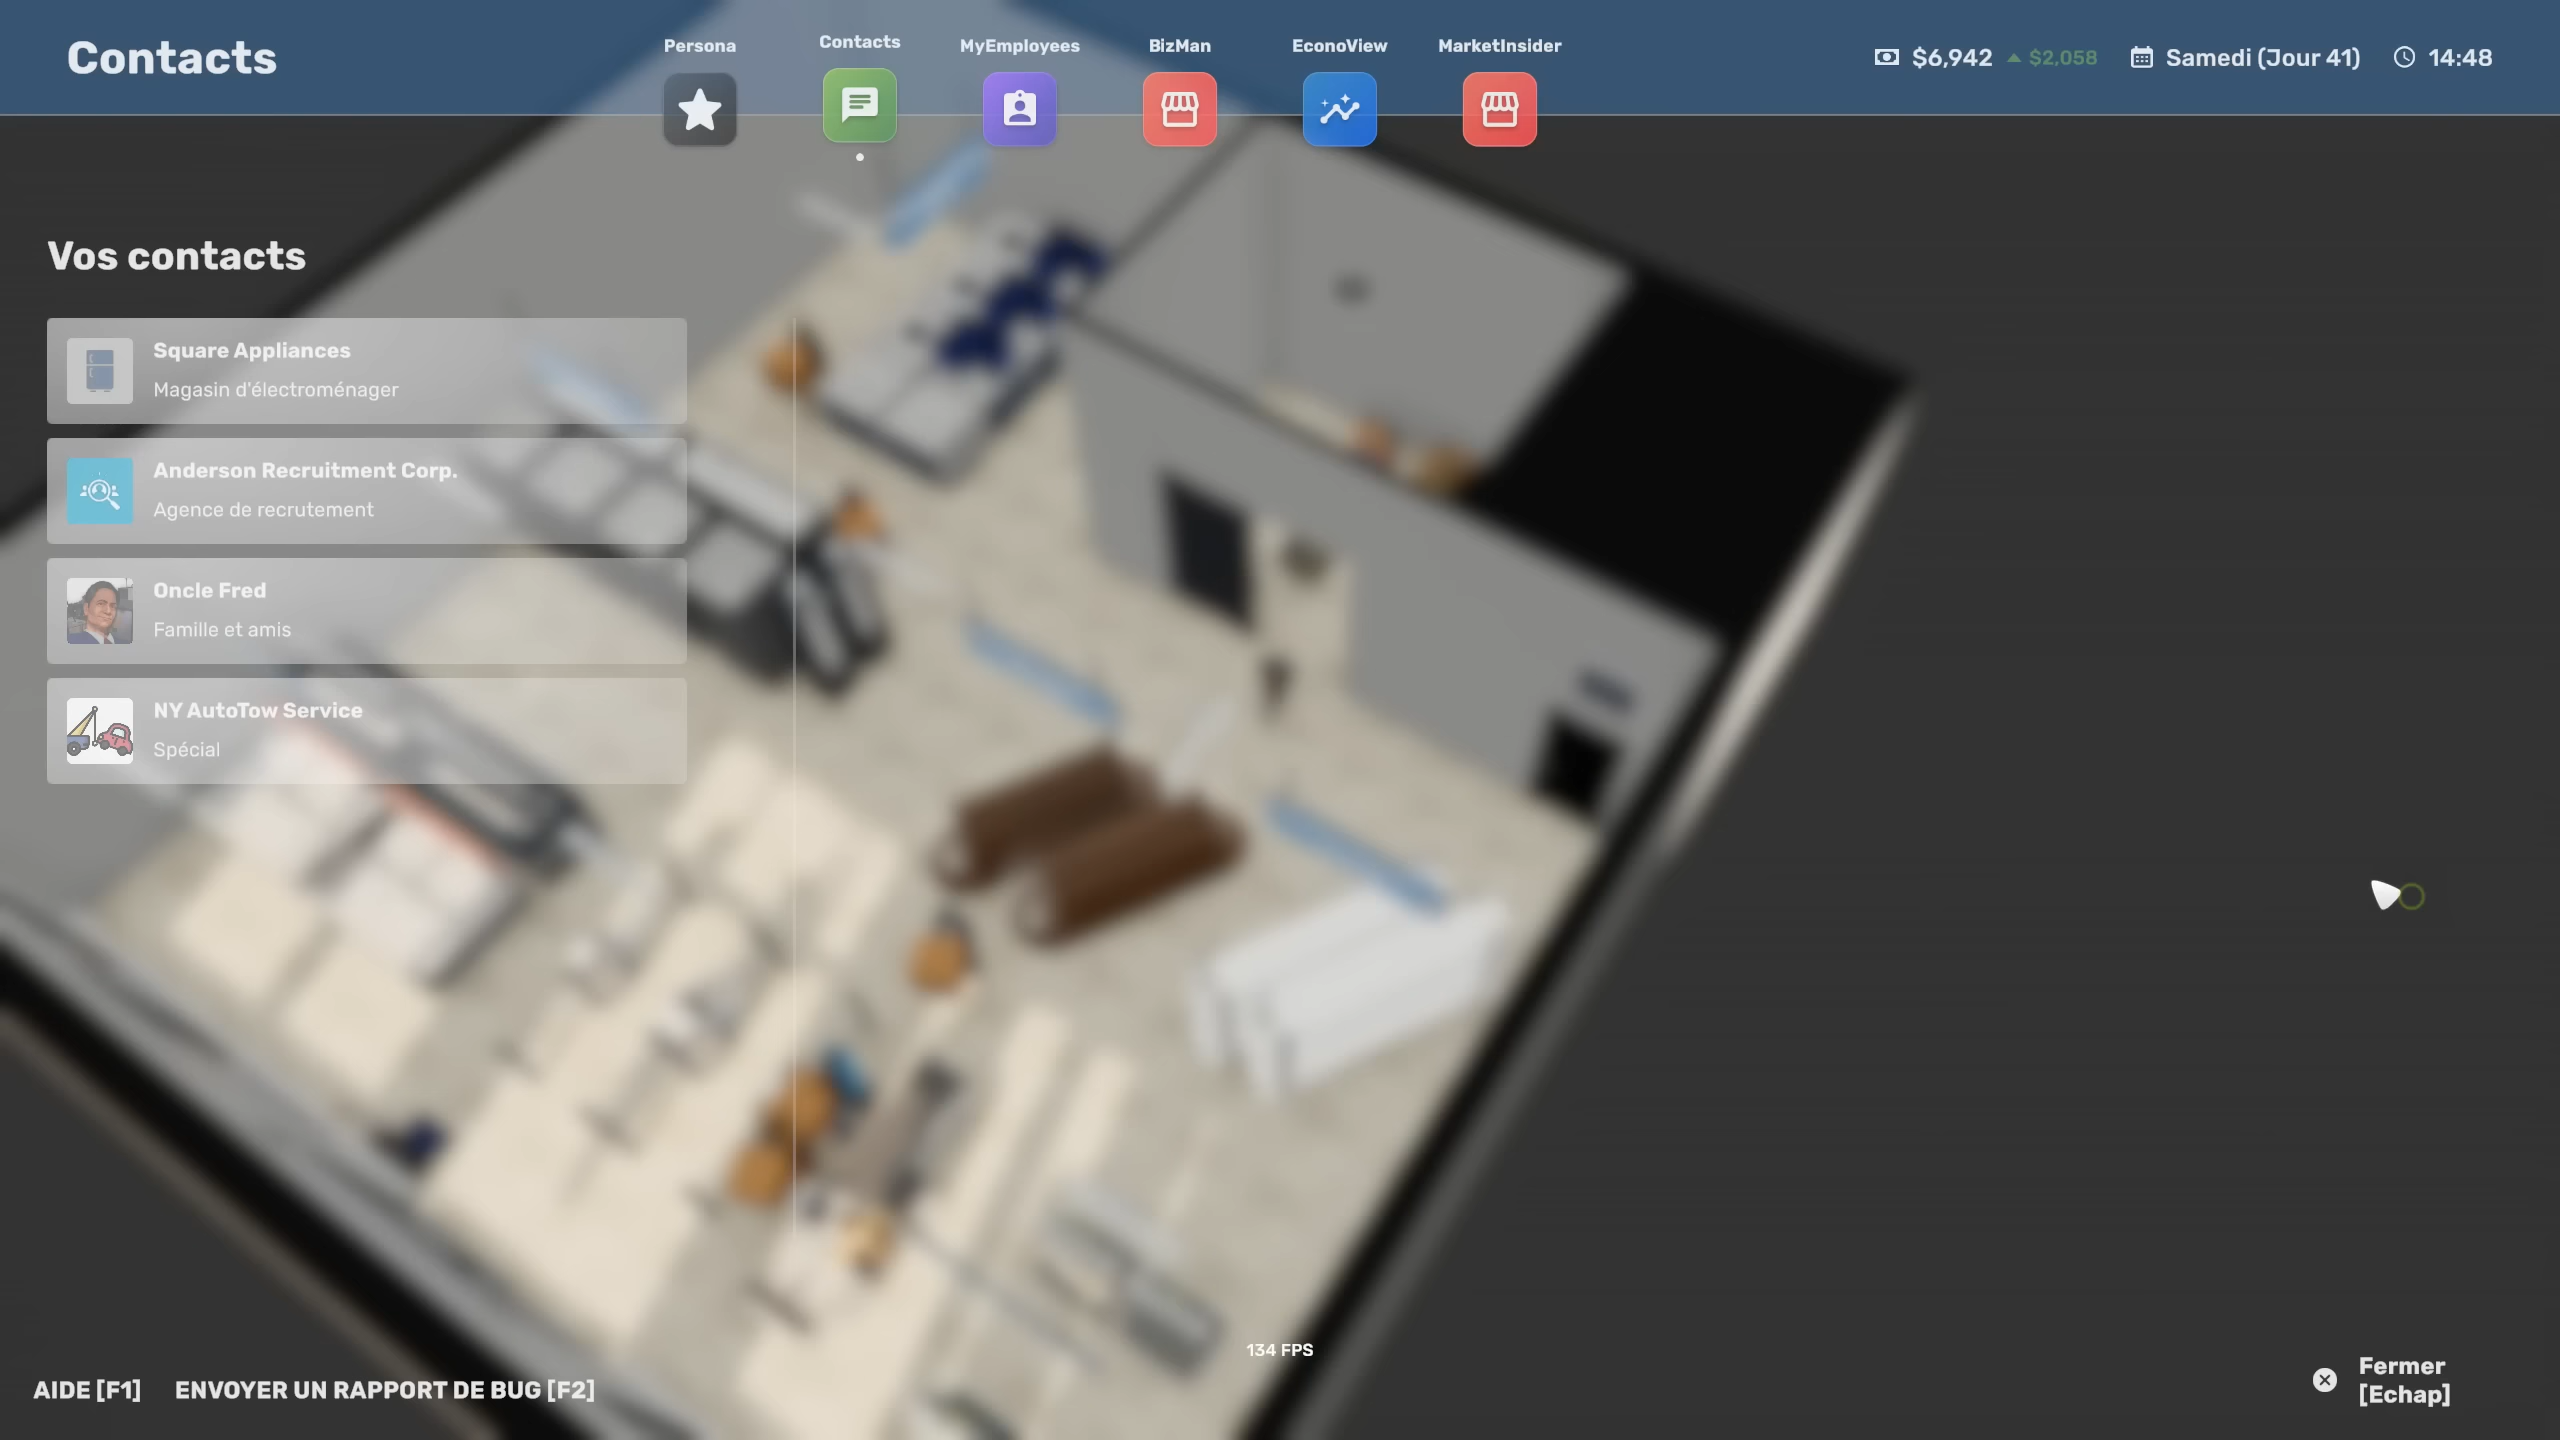 Contacts
Persona
Contacts
MyEmployees
BizMan
EconoView
MarketInsider
$6,942
$2,058
Samedi (Jour 41)
14:48
Vos contacts
Square Appliances
Magasin d'électroménager
Anderson Recruitment Corp.
Agence de recrutement
Oncle Fred
Famille et amis
NY AutoTow Service
Spécial
134 FPS
AIDE [F1]
ENVOYER UN RAPPORT DE BUG [F2]
Fermer
[Echap]